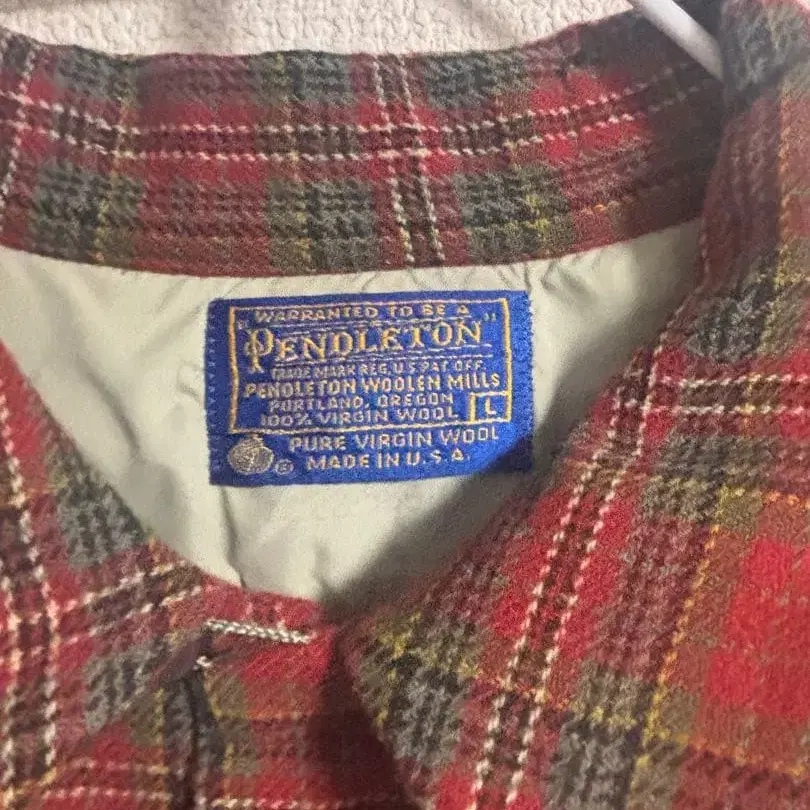 WARRANTED TO BE A
"PENDLETON"
TRADE MARK REG. U.S. PAT. OFF.
PENDLETON WOOLEN MILLS
PORTLAND, OREGON
100% VIRGIN WOOL L
PURE VIRGIN WOOL
® MADE IN U.S.A.